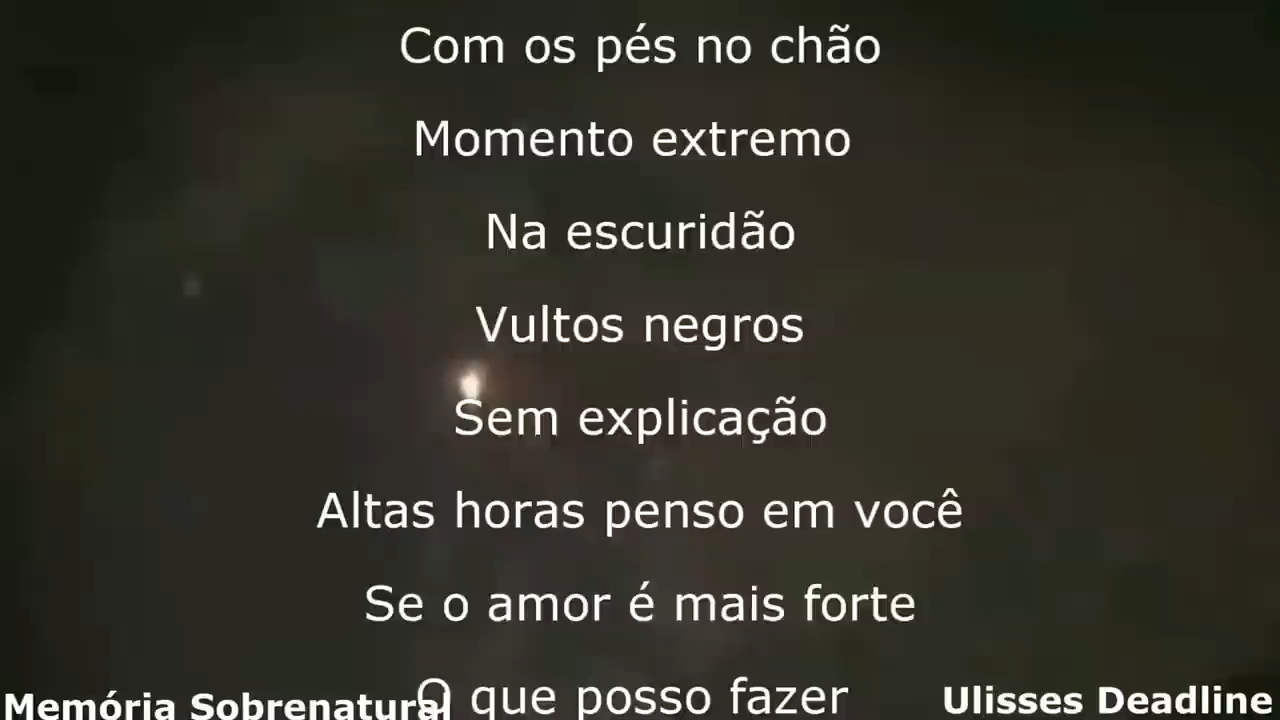 Com os pés no chão
Momento extremo
Na escuridão
Vultos negros
Sem explicação
Altas horas penso em você
Se o amor é mais forte
O que posso fazer
Memória Sobrenatural
Ulisses Deadline